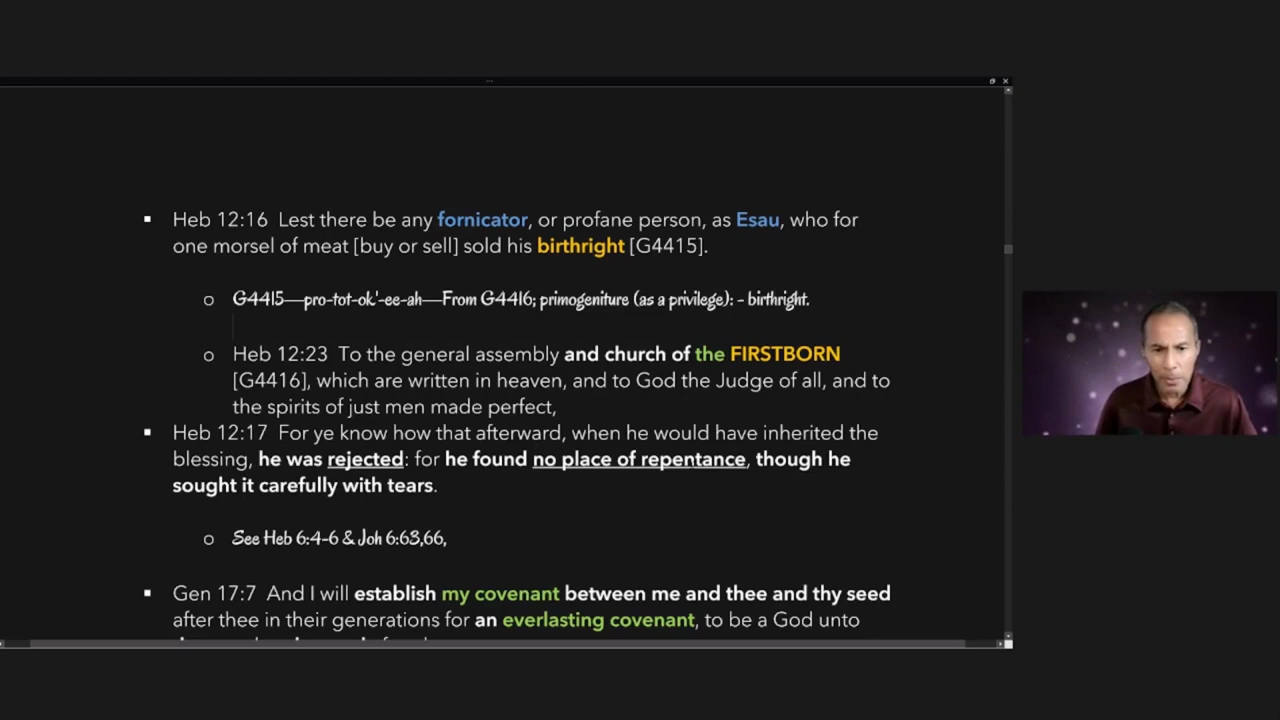 Heb 12:16 Lest there be any fornicator, or profane person, as Esau, who for
one morsel of meat [buy or sell] sold his birthright [G4415].
G4415—pro-tot-ok'-ee-ah—From G4416; primogeniture (as a privilege): - birthright.
Heb 12:23 To the general assembly and church of the FIRSTBORN
[G4416], which are written in heaven, and to God the Judge of all, and to
the spirits of just men made perfect,
Heb 12:17 For ye know how that afterward, when he would have inherited the
blessing, he was rejected: for he found no place of repentance, though he
sought it carefully with tears.
See Heb 6:4-6 & Joh 6:63,66,
Gen 17:7 And I will establish my covenant between me and thee and thy seed
after thee in their generations for an everlasting covenant, to be a God unto